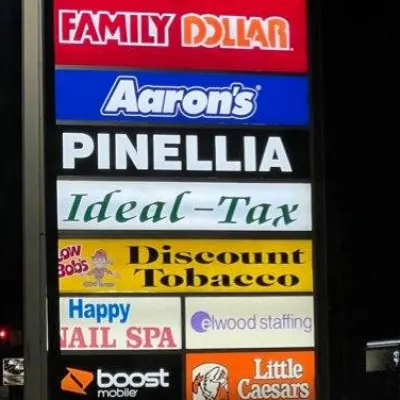 FAMILY DOLLAR
Aaron's
PINELLIA
Ideal-Tax
Low Bob's
Discount
Tobacco
Happy
NAIL SPA
elwood staffing
boost
mobile
Little
Caesars